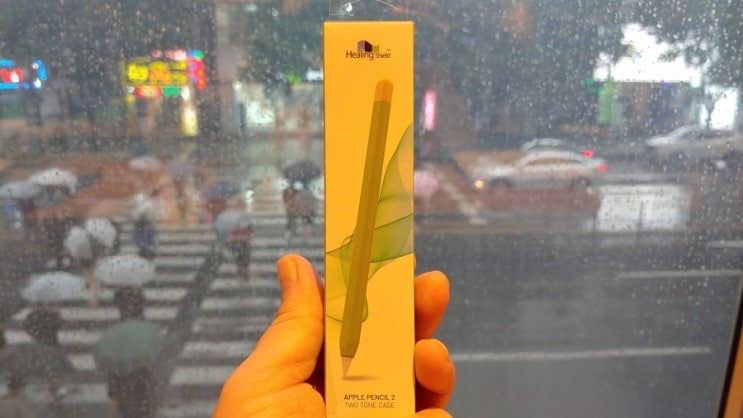 Healing Shield
APPLE PENCIL 2
TWO TONE CASE